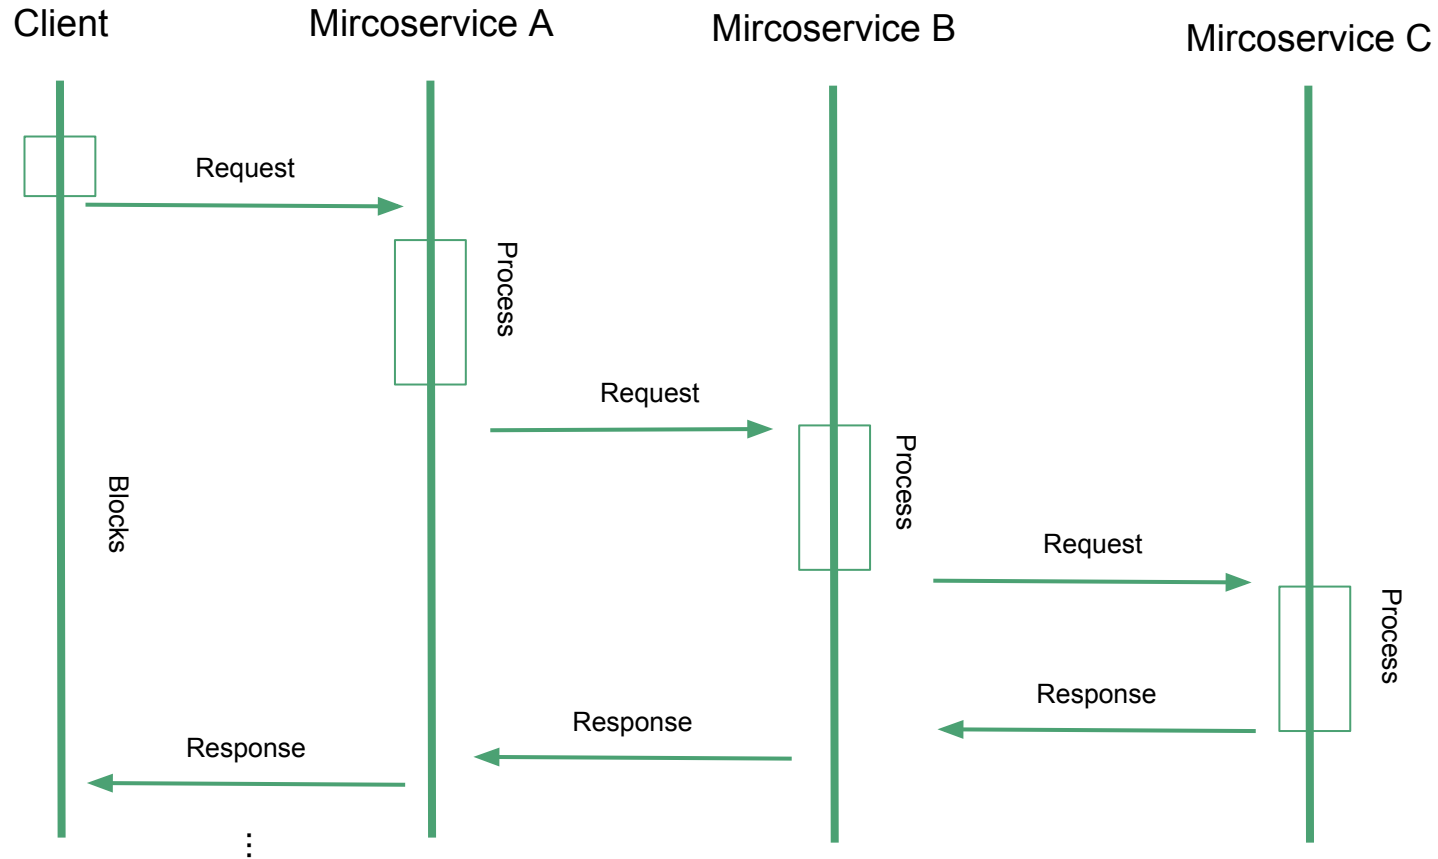 Client
Mircoservice A
Mircoservice B
Mircoservice C
Request
Process
Request
Process
Blocks
Request
Process
Response
Response
Response
...